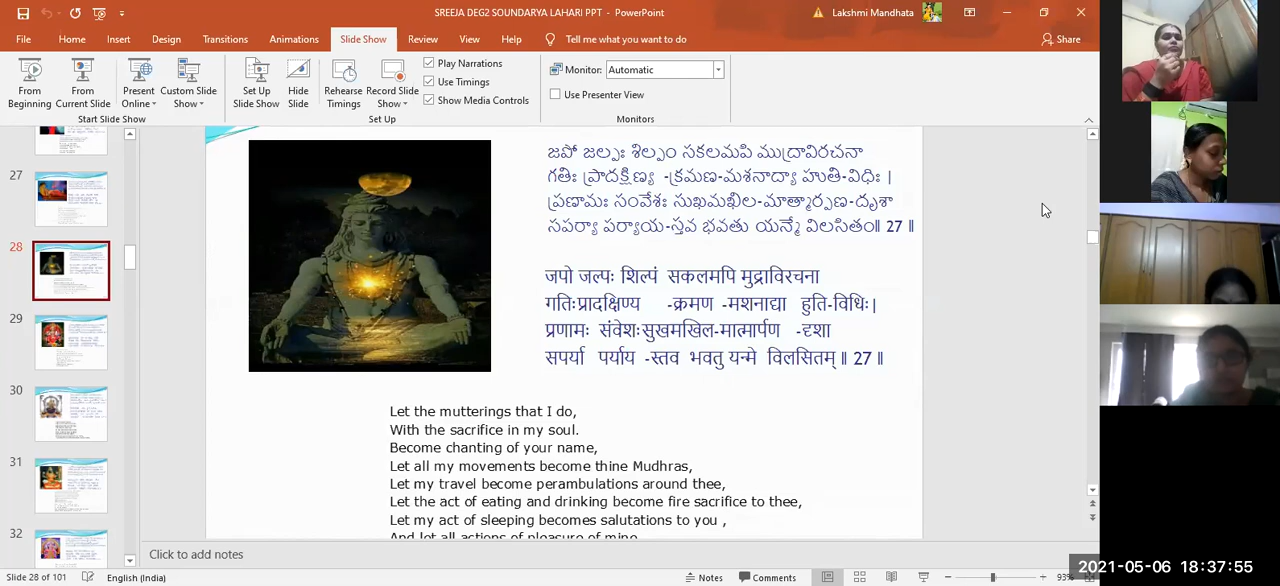 SREEJA DEG2 SOUNDARYA LAHARI PPT - PowerPoint
Lakshmi Mandhata
File Home Insert Design Transitions Animations Slide Show Review View Help Tell me what you want to do Share
From Beginning
From Current Slide
Present Online
Custom Slide Show
Start Slide Show
Set Up Slide Show
Hide Slide
Rehearse Timings
Record Slide Show
Play Narrations
Use Timings
Show Media Controls
Set Up
Monitor: Automatic
Use Presenter View
Monitors
27
28
29
30
31
32
జపో జల్పః శిల్పం సకలమపి ముద్రావిరచనా
గతిః ప్రాదక్షిణ్య -క్రమణ-మశనాద్యా హుతి-విధిః |
ప్రణామః సంవేశః సుఖమఖిల-మాత్మార్పణ-దృశా
సపర్యా పర్యాయ-స్తవ భవతు యన్మే విలసితం॥ 27 ॥
जपो जल्पः शिल्पं सकलमपि मुद्राविरचना
गतिःप्रादक्षिण्य -क्रमण -मशनाद्या हुति-विधिः|
प्रणामः संवेशःसुखमखिल-मात्मार्पण -दृशा
सपर्या पर्याय -स्तव भवतु यन्मे विलसितम् ॥ 27 ॥
Let the mutterings that I do,
With the sacrifice in my soul.
Become chanting of your name,
Let all my movements become thine Mudhras,
Let my travel become perambulations around thee,
Let the act of eating and drinking become fire sacrifice to thee,
Let my act of sleeping becomes salutations to you ,
And let all actions of pleasure of mine
Click to add notes
Slide 28 of 101 English (India) Notes Comments 93%
2021-05-06 18:37:55